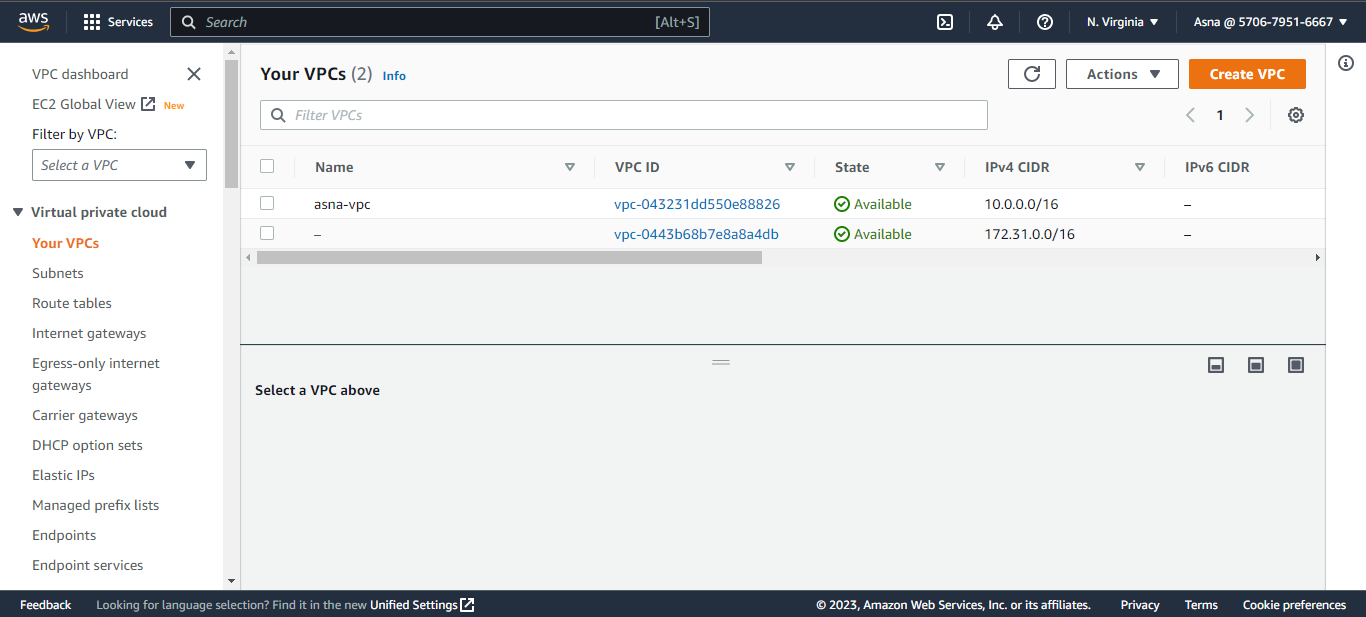 aws Services Search [Alt+S] N. Virginia Asna @ 5706-7951-6667
VPC dashboard
EC2 Global View New
Filter by VPC:
Select a VPC
Virtual private cloud
Your VPCs
Subnets
Route tables
Internet gateways
Egress-only internet
gateways
Carrier gateways
DHCP option sets
Elastic IPs
Managed prefix lists
Endpoints
Endpoint services
Your VPCs (2) Info
Actions Create VPC
Filter VPCs
1
Name VPC ID State IPv4 CIDR IPv6 CIDR
asna-vpc vpc-043231dd550e88826 Available 10.0.0.0/16 –
– vpc-0443b68b7e8a8a4db Available 172.31.0.0/16 –
Select a VPC above
Feedback Looking for language selection? Find it in the new Unified Settings © 2023, Amazon Web Services, Inc. or its affiliates. Privacy Terms Cookie preferences